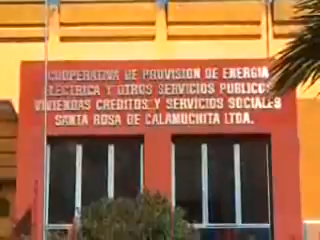 COOPERATIVA DE PROVISION DE ENERGIA
ELECTRICA Y OTROS SERVICIOS PUBLICOS
VIVIENDAS CREDITOS Y SERVICIOS SOCIALES
SANTA ROSA DE CALAMUCHITA LTDA.